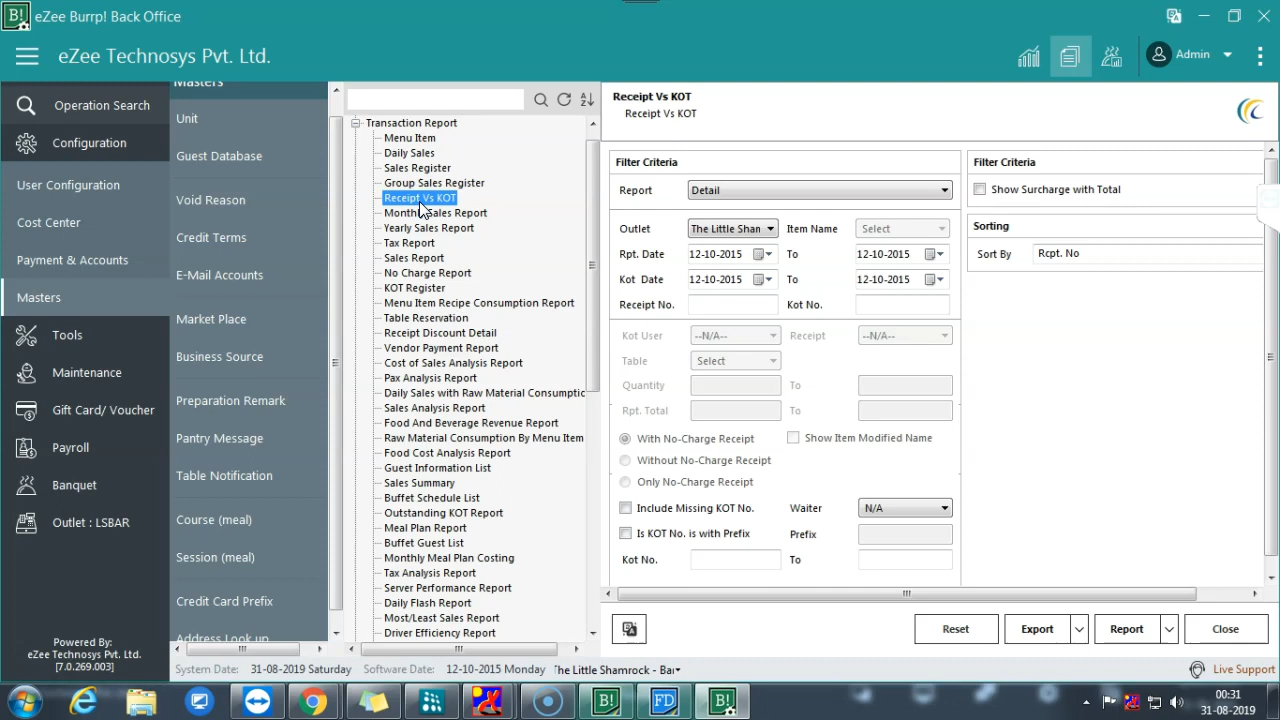 eZee Burrp! Back Office
eZee Technosys Pvt. Ltd.
Admin
Operation Search
Configuration
User Configuration
Cost Center
Payment & Accounts
Masters
Tools
Maintenance
Gift Card/ Voucher
Payroll
Banquet
Outlet : LSBAR
Powered By:
eZee Technosys Pvt. Ltd.
[7.0.269.003]
Masters
Unit
Guest Database
Void Reason
Credit Terms
E-Mail Accounts
Market Place
Business Source
Preparation Remark
Pantry Message
Table Notification
Course (meal)
Session (meal)
Credit Card Prefix
Address Look up
Transaction Report
Menu Item
Daily Sales
Sales Register
Group Sales Register
Receipt Vs KOT
Monthly Sales Report
Yearly Sales Report
Tax Report
Sales Report
No Charge Report
KOT Register
Menu Item Recipe Consumption Report
Table Reservation
Receipt Discount Detail
Vendor Payment Report
Cost of Sales Analysis Report
Pax Analysis Report
Daily Sales with Raw Material Consumptio
Sales Analysis Report
Food And Beverage Revenue Report
Raw Material Consumption By Menu Item
Food Cost Analysis Report
Guest Information List
Sales Summary
Buffet Schedule List
Outstanding KOT Report
Meal Plan Report
Buffet Guest List
Monthly Meal Plan Costing
Tax Analysis Report
Server Performance Report
Daily Flash Report
Most/Least Sales Report
Driver Efficiency Report
Receipt Vs KOT
Receipt Vs KOT
Filter Criteria
Report Detail
Outlet The Little Shan Item Name Select
Rpt. Date 12-10-2015 To 12-10-2015
Kot Date 12-10-2015 To 12-10-2015
Receipt No. Kot No.
Kot User --N/A-- Receipt --N/A--
Table Select
Quantity To
Rpt. Total To
With No-Charge Receipt Show Item Modified Name
Without No-Charge Receipt
Only No-Charge Receipt
Include Missing KOT No. Waiter N/A
Is KOT No. is with Prefix Prefix
Kot No. To
Filter Criteria
Show Surcharge with Total
Sorting
Sort By Rcpt. No
Reset Export Report Close
System Date: 31-08-2019 Saturday Software Date: 12-10-2015 Monday The Little Shamrock - Bar
Live Support
B! FD B!
00:31
31-08-2019